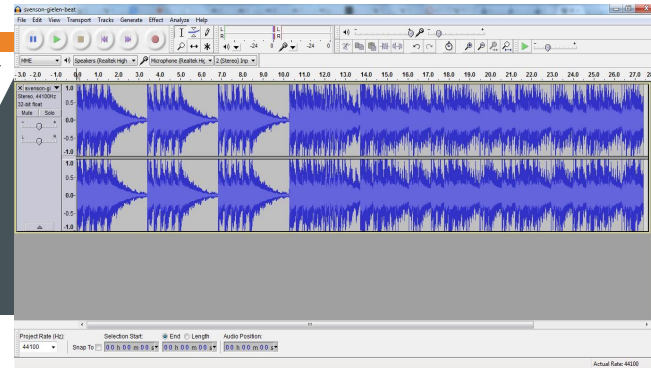 svenson-gielen-beat
File Edit View Transport Tracks Generate Effect Analyze Help
L
R
-24 0
L
R
-24 0
MME
Speakers (Realtek High
Microphone (Realtek Hig
2 (Stereo) Inp
-3.0 -2.0 -1.0 0.0 1.0 2.0 3.0 4.0 5.0 6.0 7.0 8.0 9.0 10.0 11.0 12.0 13.0 14.0 15.0 16.0 17.0 18.0 19.0 20.0 21.0 22.0 23.0 24.0 25.0 26.0 27.0
svenson-gi
Stereo, 44100Hz
32-bit float
Mute Solo
- +
L R
1.0
0.5-
0.0-
-0.5-
-1.0
1.0
0.5-
0.0-
-0.5-
-1.0
Project Rate (Hz):
44100
Snap To
Selection Start:
End
Length
Audio Position:
00 h 00 m 00 s
00 h 00 m 00 s
00 h 00 m 00 s
Actual Rate: 44100